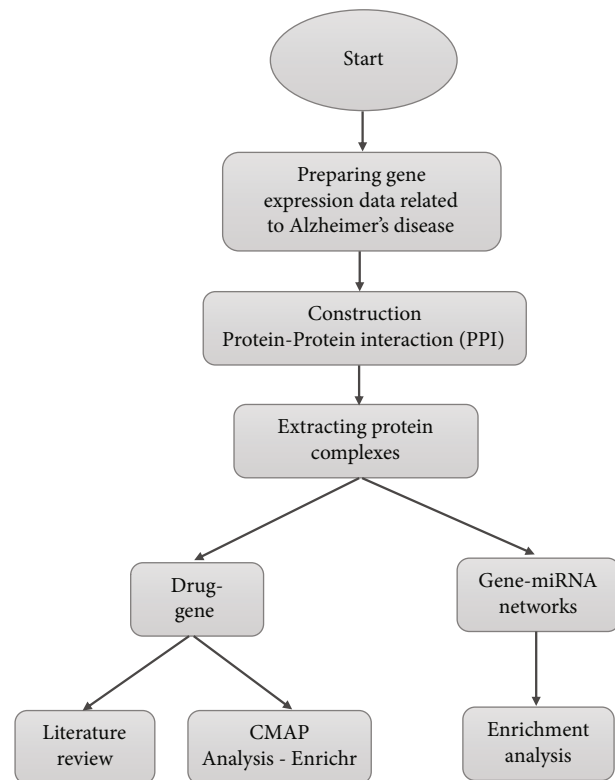 Start
Preparing gene
expression data related
to Alzheimer's disease
Construction
Protein-Protein interaction (PPI)
Extracting protein
complexes
Drug-
gene
Gene-miRNA
networks
Literature
review
CMAP
Analysis - Enrichr
Enrichment
analysis